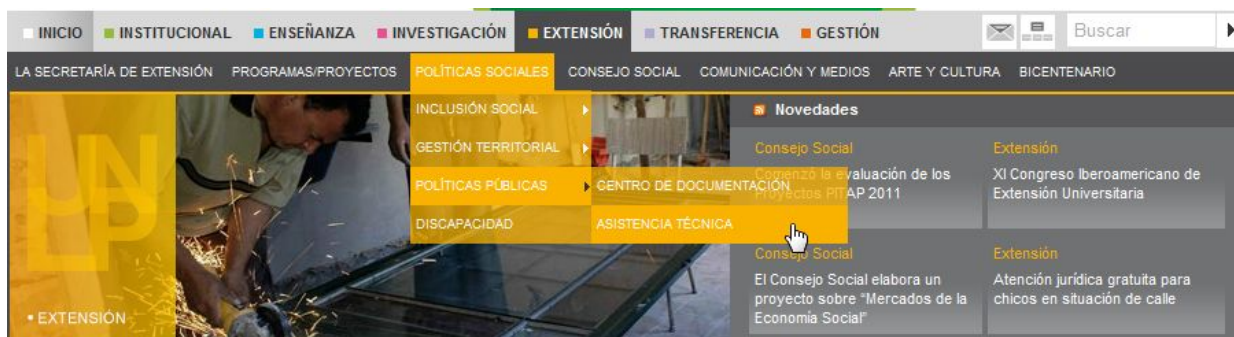 INICIO INSTITUCIONAL ENSEÑANZA INVESTIGACIÓN EXTENSIÓN TRANSFERENCIA GESTIÓN Buscar
LA SECRETARÍA DE EXTENSIÓN PROGRAMAS/PROYECTOS POLÍTICAS SOCIALES CONSEJO SOCIAL COMUNICACIÓN Y MEDIOS ARTE Y CULTURA BICENTENARIO
INCLUSIÓN SOCIAL
GESTIÓN TERRITORIAL
POLÍTICAS PÚBLICAS
DISCAPACIDAD
CENTRO DE DOCUMENTACIÓN
ASISTENCIA TÉCNICA
UNLP
• EXTENSIÓN
Novedades
Consejo Social
Comenzó la evaluación de los
Proyectos PITAP 2011
Extensión
XI Congreso Iberoamericano de
Extensión Universitaria
Consejo Social
El Consejo Social elabora un
proyecto sobre “Mercados de la
Economía Social”
Extensión
Atención jurídica gratuita para
chicos en situación de calle